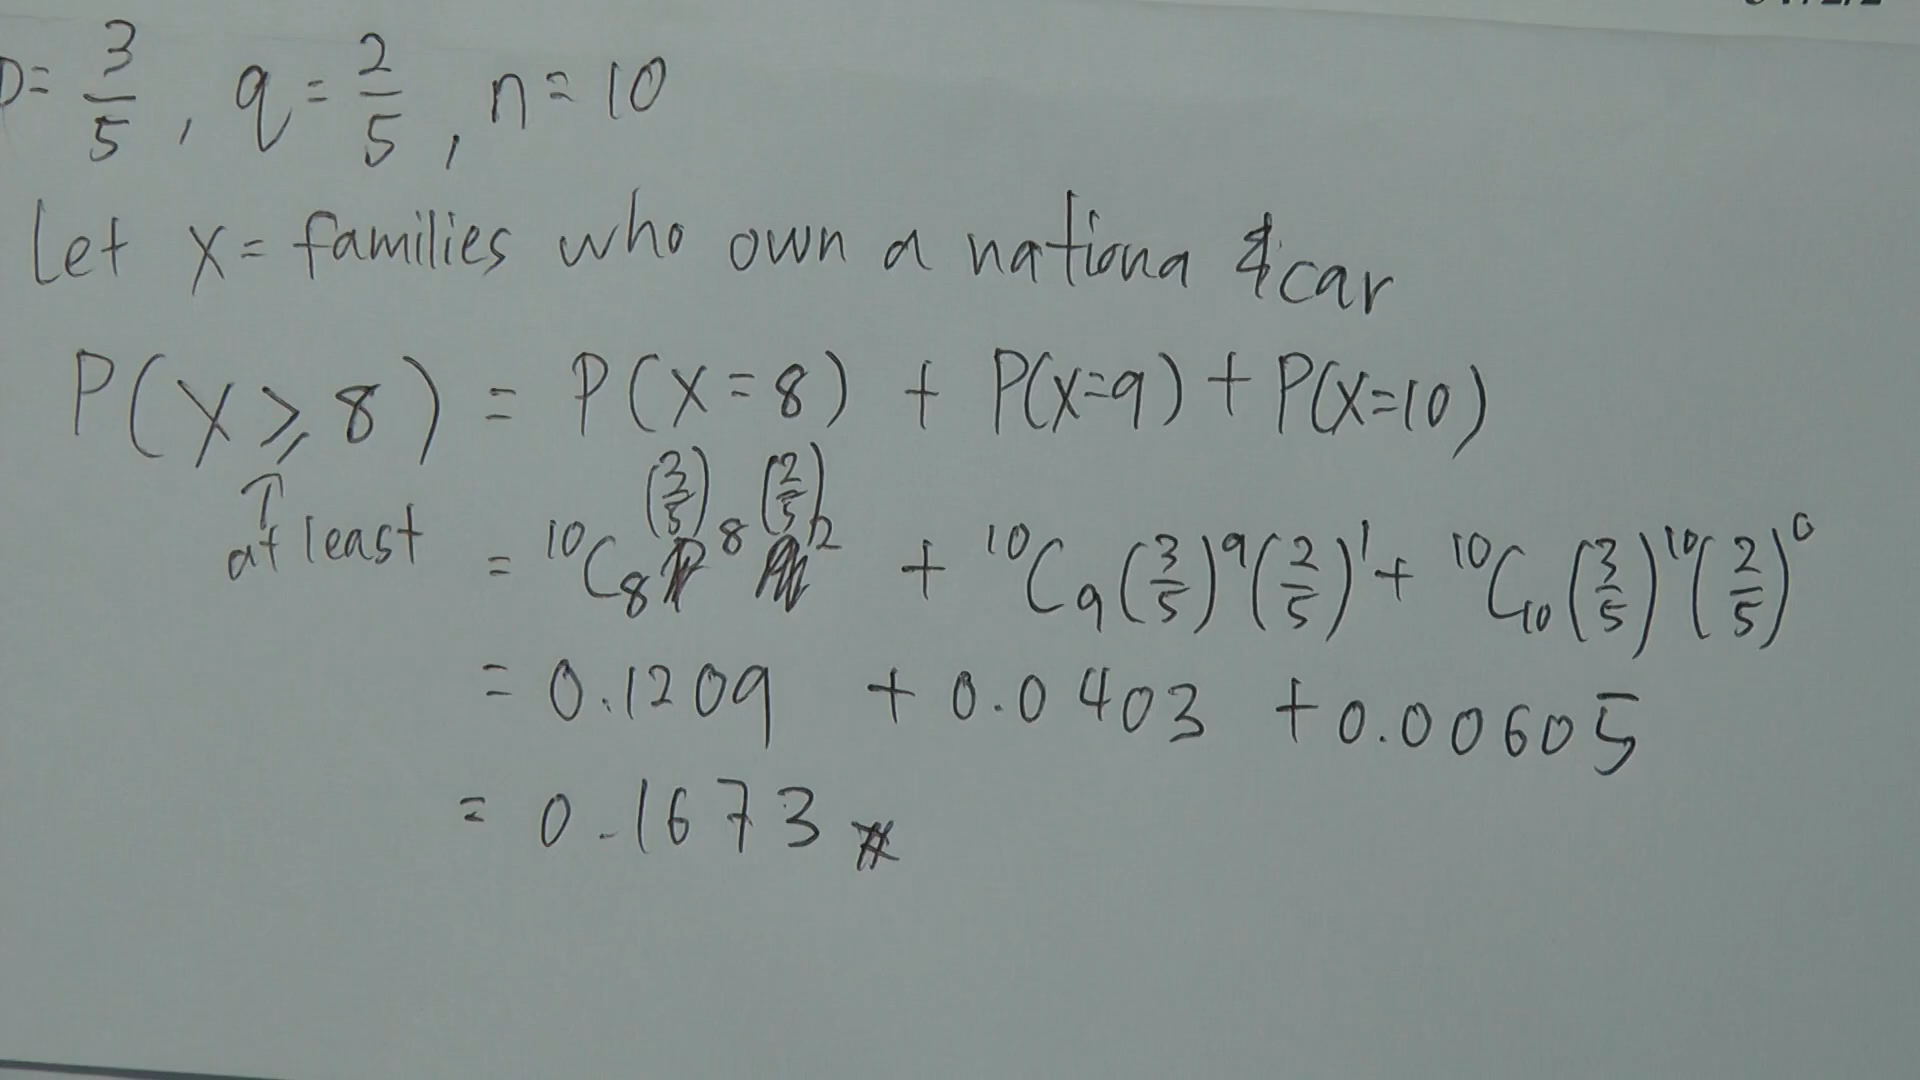 p = 3/5 , q = 2/5 , n = 10
Let X = families who own a nationa car
P(X ≥ 8) = P(X = 8) + P(X=9) + P(X=10)
↑
at least
= ¹⁰C₈ (3/5)⁸ (2/5)² + ¹⁰C₉ (3/5)⁹ (2/5)¹ + ¹⁰C₁₀ (3/5)¹⁰ (2/5)⁰
= 0.1209 + 0.0403 + 0.00605
= 0.1673